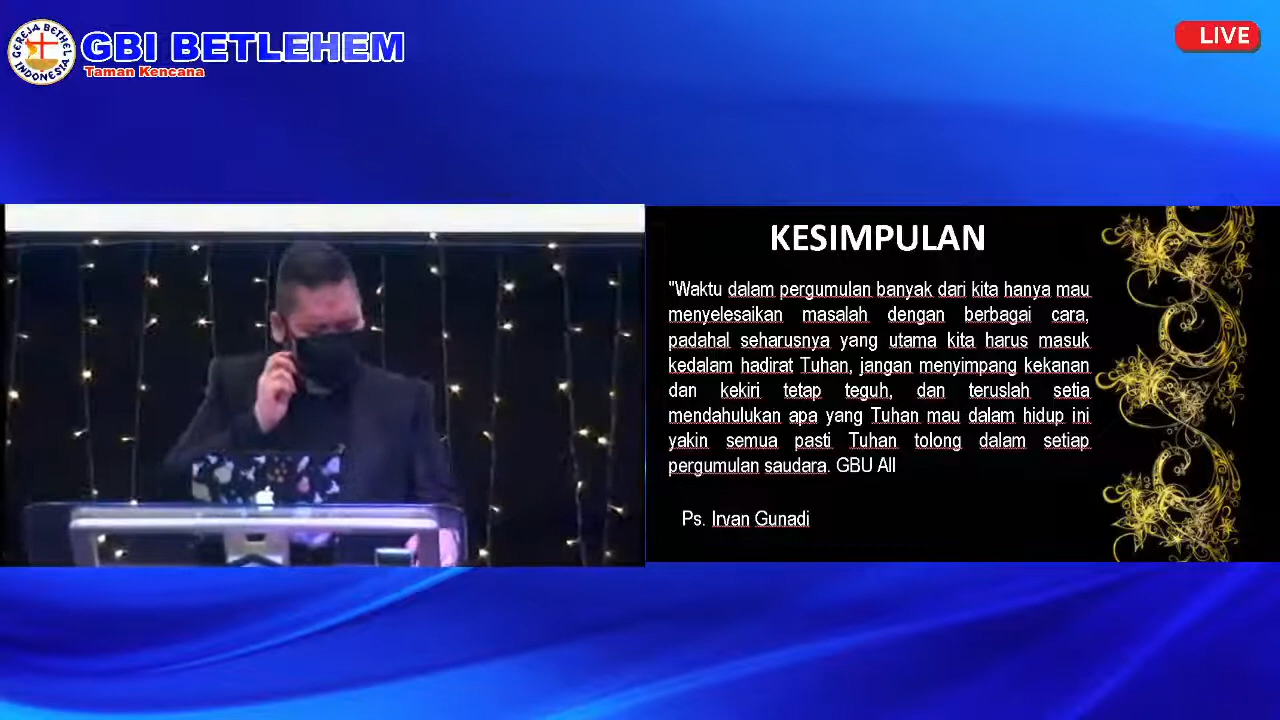 GEREJA BETHEL
INDONESIA
GBI BETLEHEM
Taman Kencana
LIVE
KESIMPULAN
"Waktu dalam pergumulan banyak dari kita hanya mau
menyelesaikan masalah dengan berbagai cara,
padahal seharusnya yang utama kita harus masuk
kedalam hadirat Tuhan, jangan menyimpang kekanan
dan kekiri tetap teguh, dan teruslah setia
mendahulukan apa yang Tuhan mau dalam hidup ini
yakin semua pasti Tuhan tolong dalam setiap
pergumulan saudara. GBU All
Ps. Irvan Gunadi